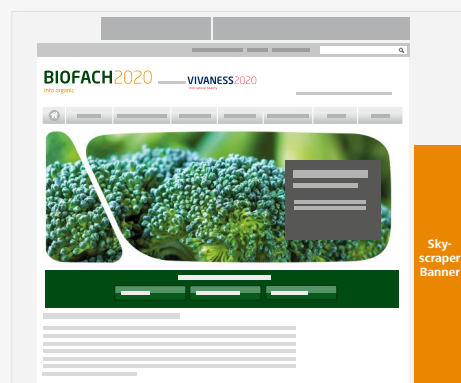 BIOFACH2020
into organic
VIVANESS2020
international beauty
Sky-
scraper
Banner